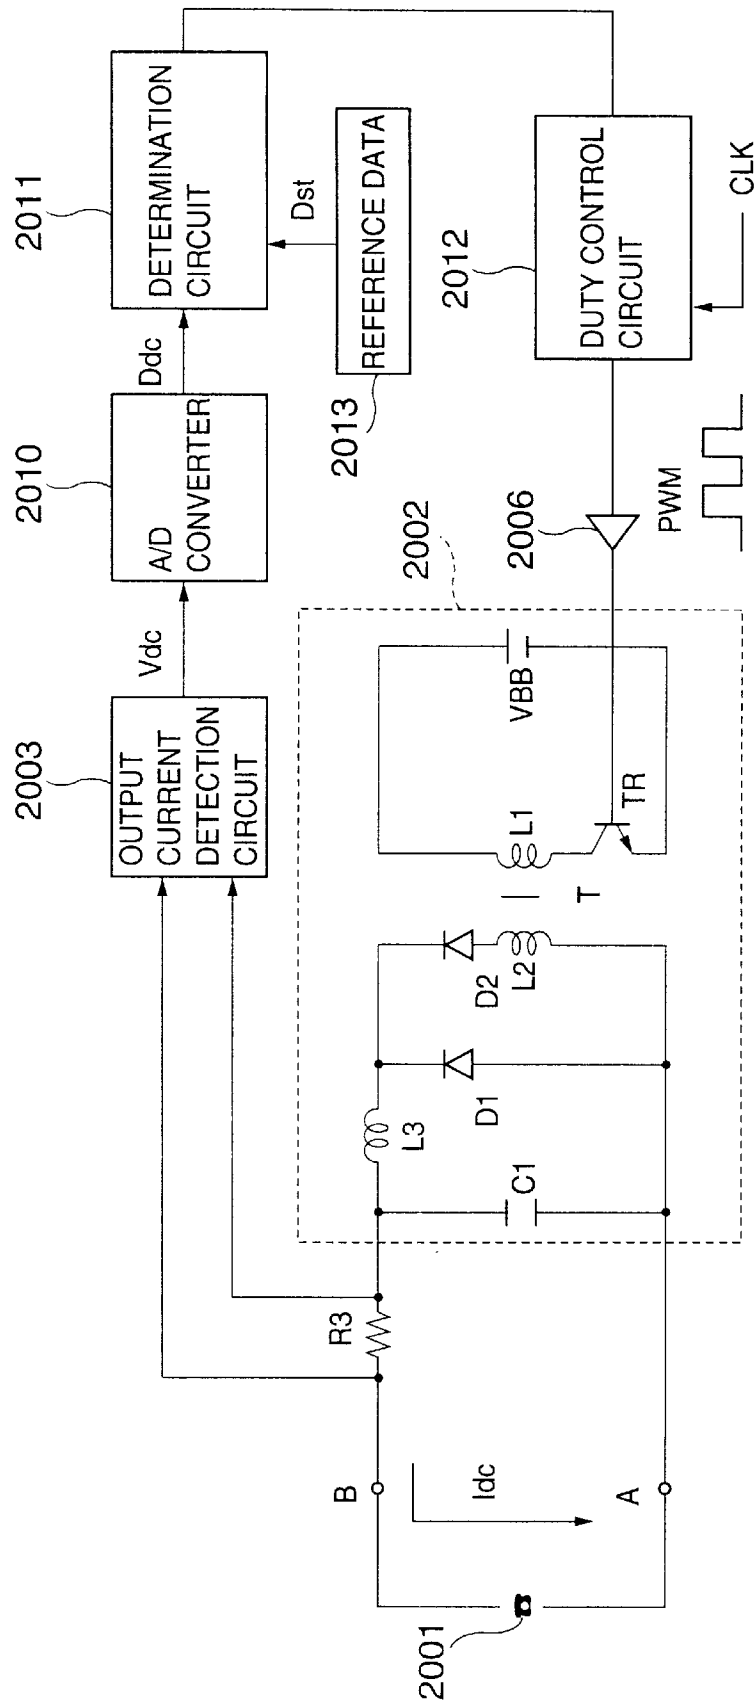 2003
OUTPUT
CURRENT
DETECTION
CIRCUIT
Vdc
2010
A/D
CONVERTER
Ddc
2011
DETERMINATION
CIRCUIT
Dst
REFERENCE DATA
2013
2012
DUTY CONTROL
CIRCUIT
CLK
PWM
2006
2002
VBB
TR
L1
T
L2
D2
D1
L3
C1
R3
B
Idc
A
2001